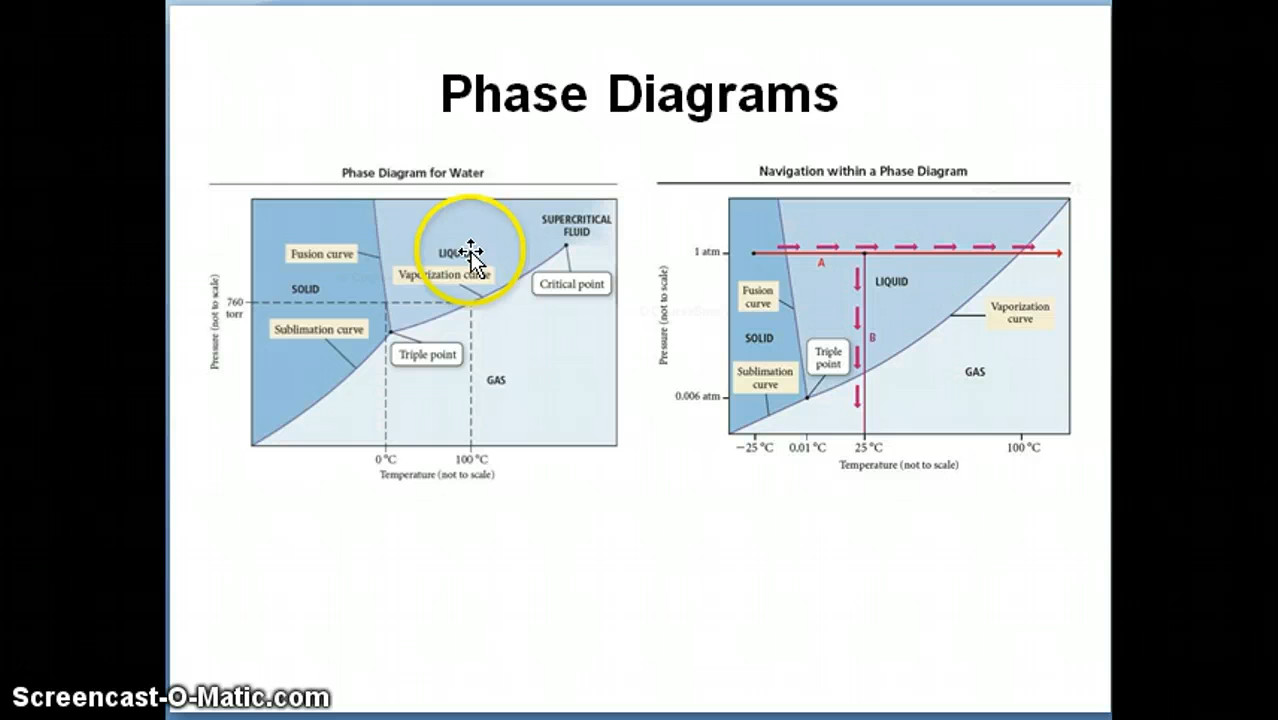 Phase Diagrams
Phase Diagram for Water
Pressure (not to scale)
760
torr
SOLID
Fusion curve
Sublimation curve
Triple point
Vaporization curve
SUPERCRITICAL
FLUID
Critical point
GAS
0 °C
100 °C
Temperature (not to scale)
Navigation within a Phase Diagram
Pressure (not to scale)
1 atm
0.006 atm
A
B
LIQUID
Fusion
curve
SOLID
Sublimation
curve
Triple
point
Vaporization
curve
GAS
−25 °C
0.01 °C
25 °C
100 °C
Temperature (not to scale)
Screencast-O-Matic.com